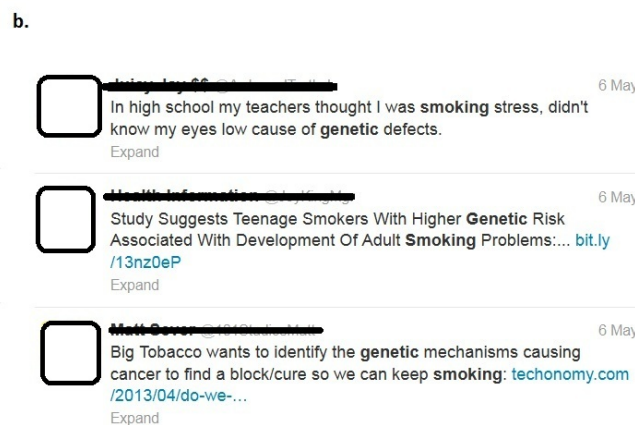 b.
6 May
In high school my teachers thought I was smoking stress, didn't
know my eyes low cause of genetic defects.
Expand
6 May
Study Suggests Teenage Smokers With Higher Genetic Risk
Associated With Development Of Adult Smoking Problems:... bit.ly
/13nz0eP
Expand
6 May
Big Tobacco wants to identify the genetic mechanisms causing
cancer to find a block/cure so we can keep smoking: techonomy.com
/2013/04/do-we-...
Expand